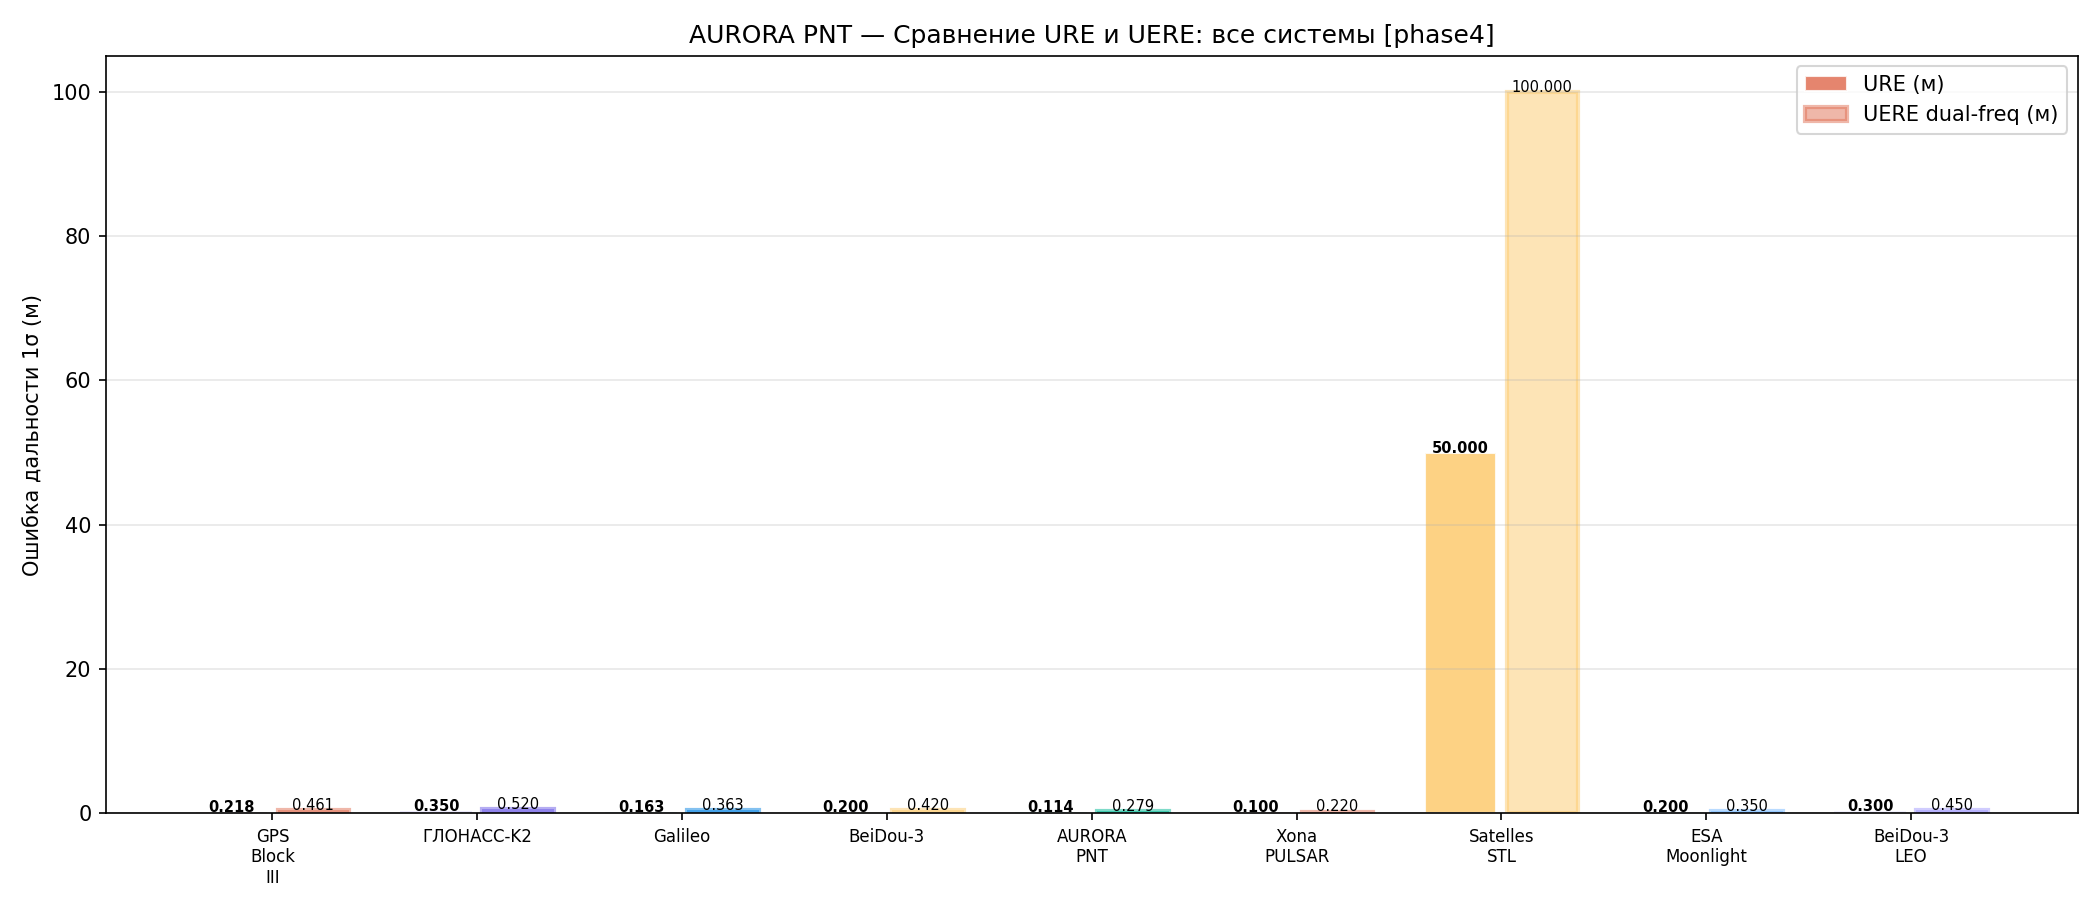 AURORA PNT — Сравнение URE и UERE: все системы [phase4]
URE (м)
UERE dual-freq (м)
Ошибка дальности 1σ (м)
100
80
60
40
20
0
0.218
0.461
0.350
0.520
0.163
0.363
0.200
0.420
0.114
0.279
0.100
0.220
50.000
100.000
0.200
0.350
0.300
0.450
GPS
Block
III
ГЛОНАСС-К2
Galileo
BeiDou-3
AURORA
PNT
Xona
PULSAR
Satelles
STL
ESA
Moonlight
BeiDou-3
LEO